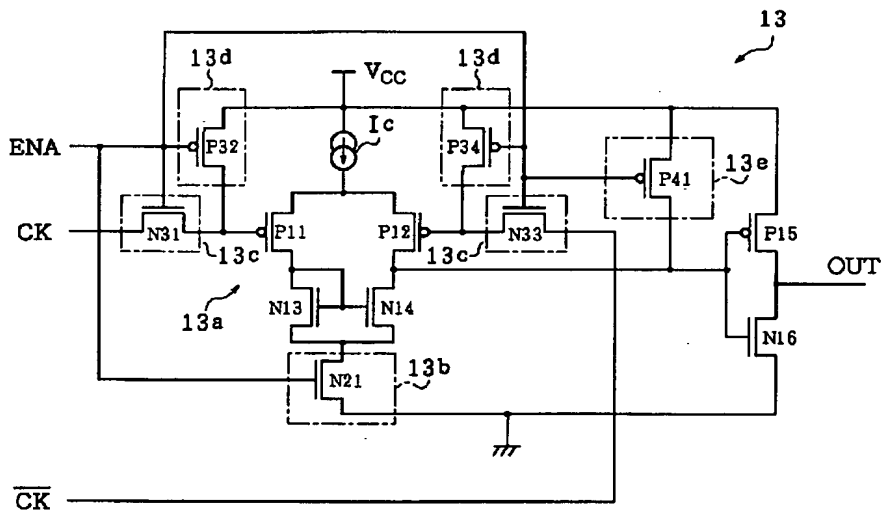 13
13d
13d
VCC
Ic
ENA
P32
P34
P41
13e
CK
N31
P11
P12
N33
P15
13c
13c
OUT
13a
N13
N14
N16
N21
13b
C̅K̅